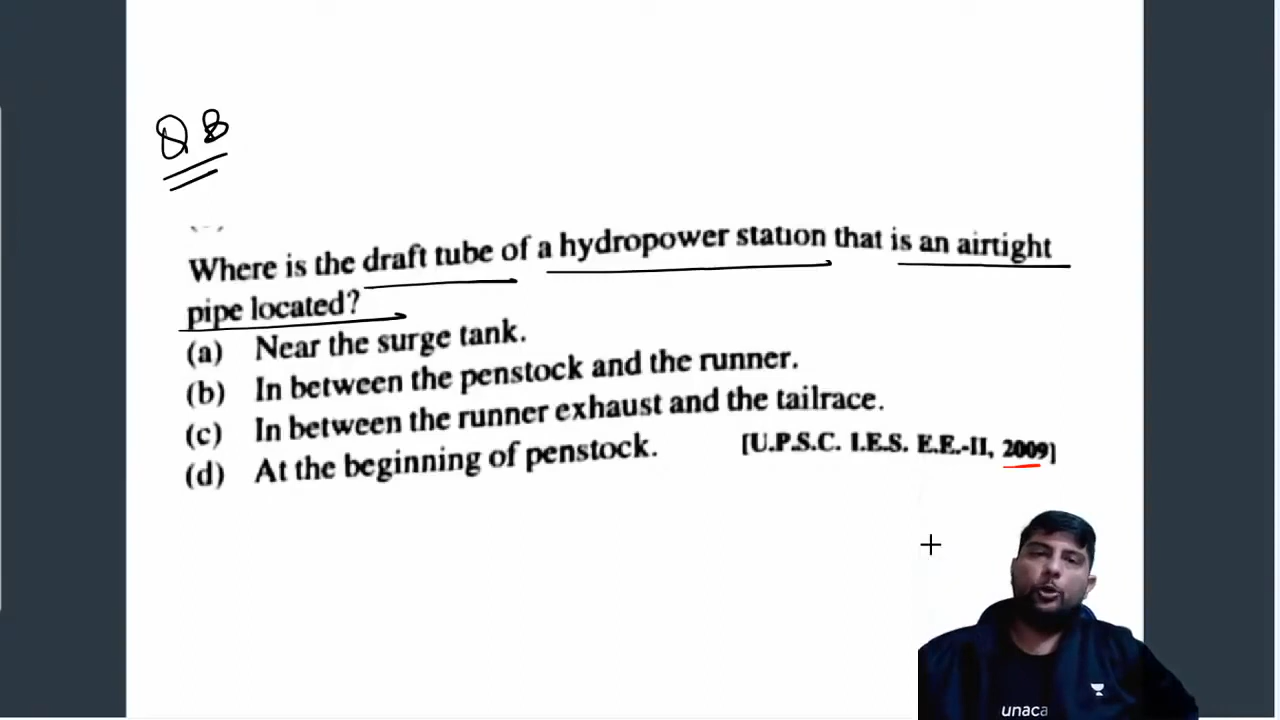 Q 8
Where is the draft tube of a hydropower station that is an airtight
pipe located?
(a) Near the surge tank.
(b) In between the penstock and the runner.
(c) In between the runner exhaust and the tailrace.
(d) At the beginning of penstock. [U.P.S.C. I.E.S. E.E.-II, 2009]
unaca